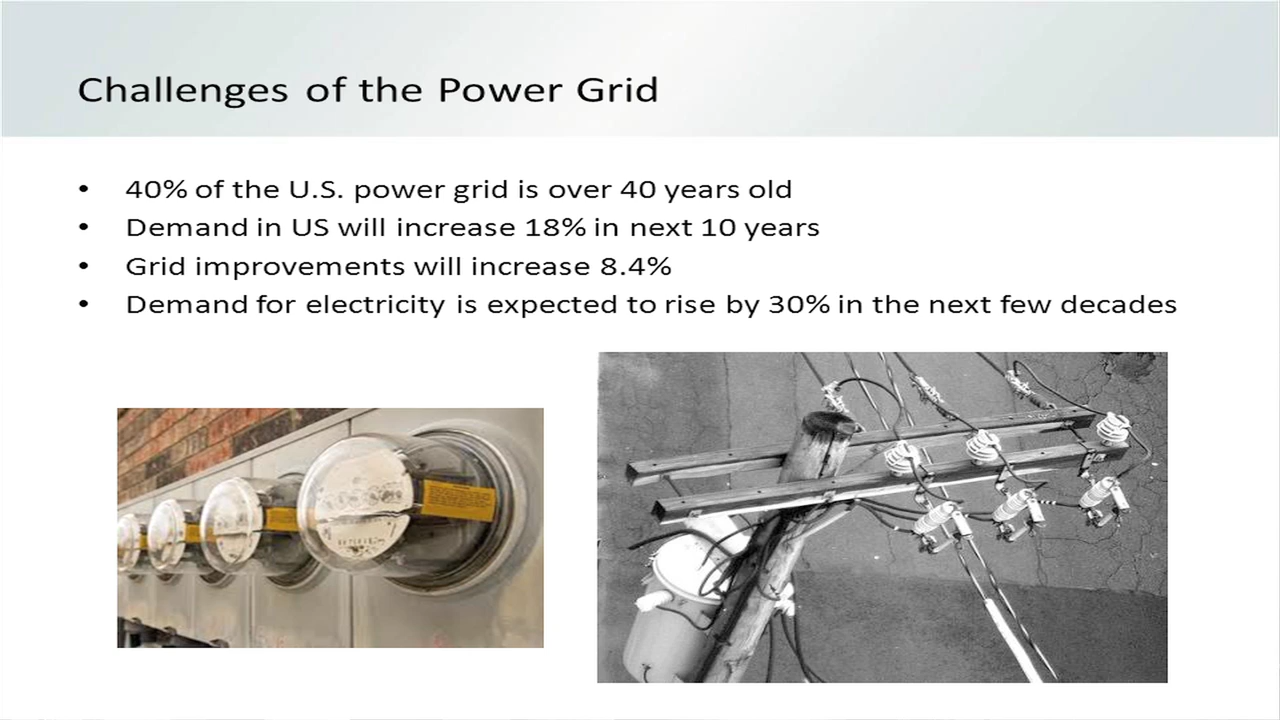 Challenges of the Power Grid
• 40% of the U.S. power grid is over 40 years old
• Demand in US will increase 18% in next 10 years
• Grid improvements will increase 8.4%
• Demand for electricity is expected to rise by 30% in the next few decades